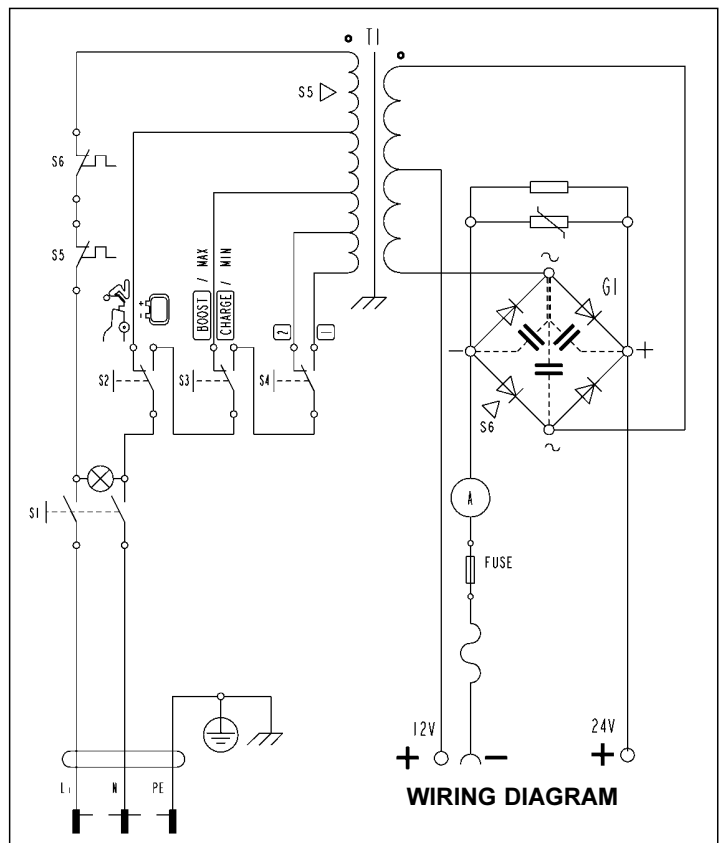 T1
S5
S6
S5
BOOST / MAX
CHARGE / MIN
2
1
G1
+
-
~
~
-
+
S2
S3
S4
S6
S1
A
FUSE
12V
24V
+
-
+
WIRING DIAGRAM
L1
N
PE